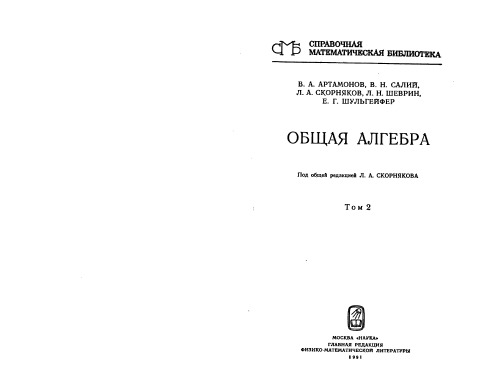 СМБ
СПРАВОЧНАЯ
МАТЕМАТИЧЕСКАЯ БИБЛИОТЕКА
В. А. АРТАМОНОВ, В. Н. САЛИЙ,
Л. А. СКОРНЯКОВ, Л. Н. ШЕВРИН,
Е. Г. ШУЛЬГЕЙФЕР
ОБЩАЯ АЛГЕБРА
Под общей редакцией Л. А. СКОРНЯКОВА
Том 2
МОСКВА «НАУКА»
ГЛАВНАЯ РЕДАКЦИЯ
ФИЗИКО-МАТЕМАТИЧЕСКОЙ ЛИТЕРАТУРЫ
1991